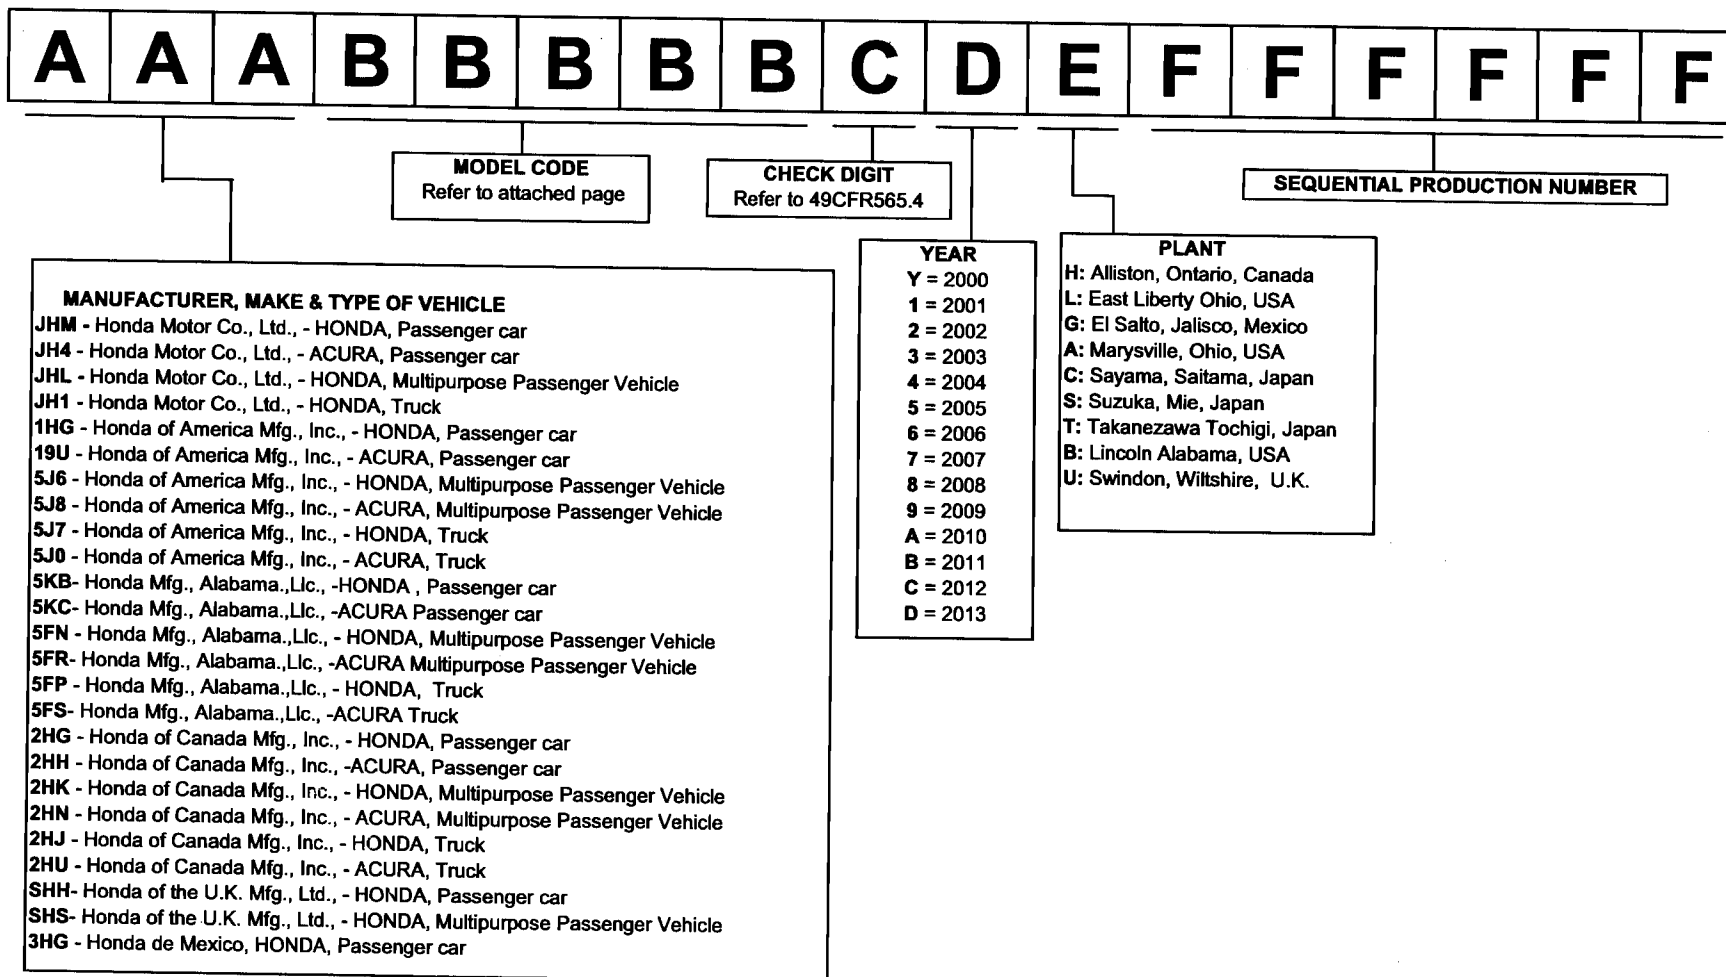 A A A B B B B B C D E F F F F F F
MODEL CODE
Refer to attached page
CHECK DIGIT
Refer to 49CFR565.4
SEQUENTIAL PRODUCTION NUMBER
MANUFACTURER, MAKE & TYPE OF VEHICLE
JHM - Honda Motor Co., Ltd., - HONDA, Passenger car
JH4 - Honda Motor Co., Ltd., - ACURA, Passenger car
JHL - Honda Motor Co., Ltd., - HONDA, Multipurpose Passenger Vehicle
JH1 - Honda Motor Co., Ltd., - HONDA, Truck
1HG - Honda of America Mfg., Inc., - HONDA, Passenger car
19U - Honda of America Mfg., Inc., - ACURA, Passenger car
5J6 - Honda of America Mfg., Inc., - HONDA, Multipurpose Passenger Vehicle
5J8 - Honda of America Mfg., Inc., - ACURA, Multipurpose Passenger Vehicle
5J7 - Honda of America Mfg., Inc., - HONDA, Truck
5J0 - Honda of America Mfg., Inc., - ACURA, Truck
5KB- Honda Mfg., Alabama.,Llc., -HONDA , Passenger car
5KC- Honda Mfg., Alabama.,Llc., -ACURA Passenger car
5FN - Honda Mfg., Alabama.,Llc., - HONDA, Multipurpose Passenger Vehicle
5FR- Honda Mfg., Alabama.,Llc., -ACURA Multipurpose Passenger Vehicle
5FP - Honda Mfg., Alabama.,Llc., - HONDA, Truck
5FS- Honda Mfg., Alabama.,Llc., -ACURA Truck
2HG - Honda of Canada Mfg., Inc., - HONDA, Passenger car
2HH - Honda of Canada Mfg., Inc., -ACURA, Passenger car
2HK - Honda of Canada Mfg., Inc., - HONDA, Multipurpose Passenger Vehicle
2HN - Honda of Canada Mfg., Inc., - ACURA, Multipurpose Passenger Vehicle
2HJ - Honda of Canada Mfg., Inc., - HONDA, Truck
2HU - Honda of Canada Mfg., Inc., - ACURA, Truck
SHH- Honda of the U.K. Mfg., Ltd., - HONDA, Passenger car
SHS- Honda of the U.K. Mfg., Ltd., - HONDA, Multipurpose Passenger Vehicle
3HG - Honda de Mexico, HONDA, Passenger car
YEAR
Y = 2000
1 = 2001
2 = 2002
3 = 2003
4 = 2004
5 = 2005
6 = 2006
7 = 2007
8 = 2008
9 = 2009
A = 2010
B = 2011
C = 2012
D = 2013
PLANT
H: Alliston, Ontario, Canada
L: East Liberty Ohio, USA
G: El Salto, Jalisco, Mexico
A: Marysville, Ohio, USA
C: Sayama, Saitama, Japan
S: Suzuka, Mie, Japan
T: Takanezawa Tochigi, Japan
B: Lincoln Alabama, USA
U: Swindon, Wiltshire, U.K.